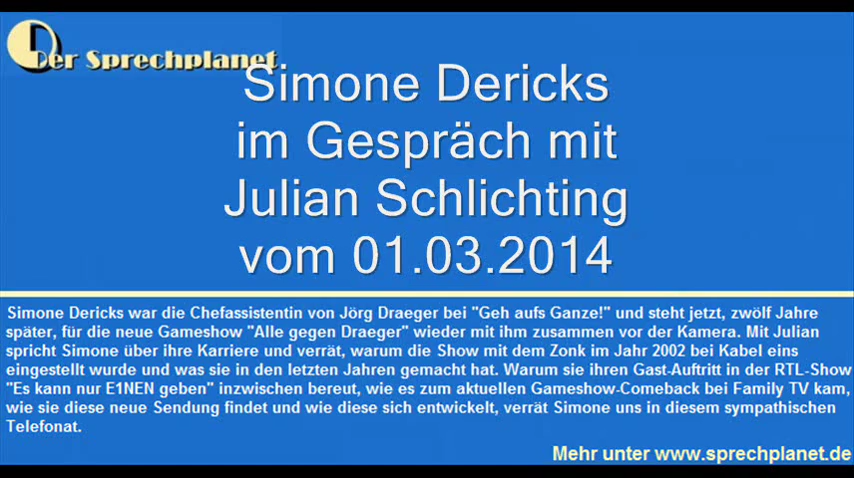 Der Sprechplanet
Simone Dericks
im Gespräch mit
Julian Schlichting
vom 01.03.2014
Simone Dericks war die Chefassistentin von Jörg Draeger bei "Geh aufs Ganze!" und steht jetzt, zwölf Jahre
später, für die neue Gameshow "Alle gegen Draeger" wieder mit ihm zusammen vor der Kamera. Mit Julian
spricht Simone über ihre Karriere und verrät, warum die Show mit dem Zonk im Jahr 2002 bei Kabel eins
eingestellt wurde und was sie in den letzten Jahren gemacht hat. Warum sie ihren Gast-Auftritt in der RTL-Show
"Es kann nur E1NEN geben" inzwischen bereut, wie es zum aktuellen Gameshow-Comeback bei Family TV kam,
wie sie diese neue Sendung findet und wie diese sich entwickelt, verrät Simone uns in diesem sympathischen
Telefonat.
Mehr unter www.sprechplanet.de